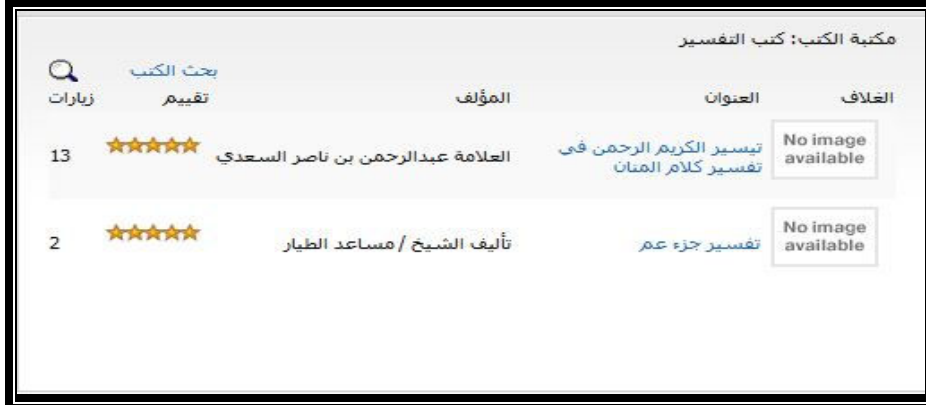 مكتبة الكتب: كتب التفسير
بحث الكتب
الغلاف العنوان المؤلف تقييم زيارات
No image available
تيسير الكريم الرحمن في
تفسير كلام المنان
العلامة عبدالرحمن بن ناصر السعدي
13
No image available
تفسير جزء عم
تأليف الشيخ / مساعد الطيار
2